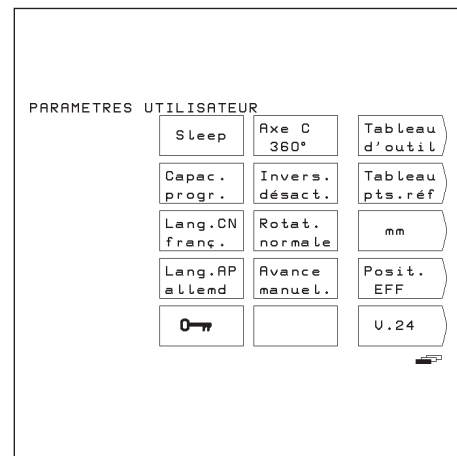 PARAMETRES UTILISATEUR
Sleep
Axe C
360°
Tableau
d'outil
Capac.
progr.
Invers.
désact.
Tableau
pts.réf
Lang.CN
franç.
Rotat.
normale
mm
Lang.AP
allemd
Avance
manuel.
Posit.
EFF
V.24